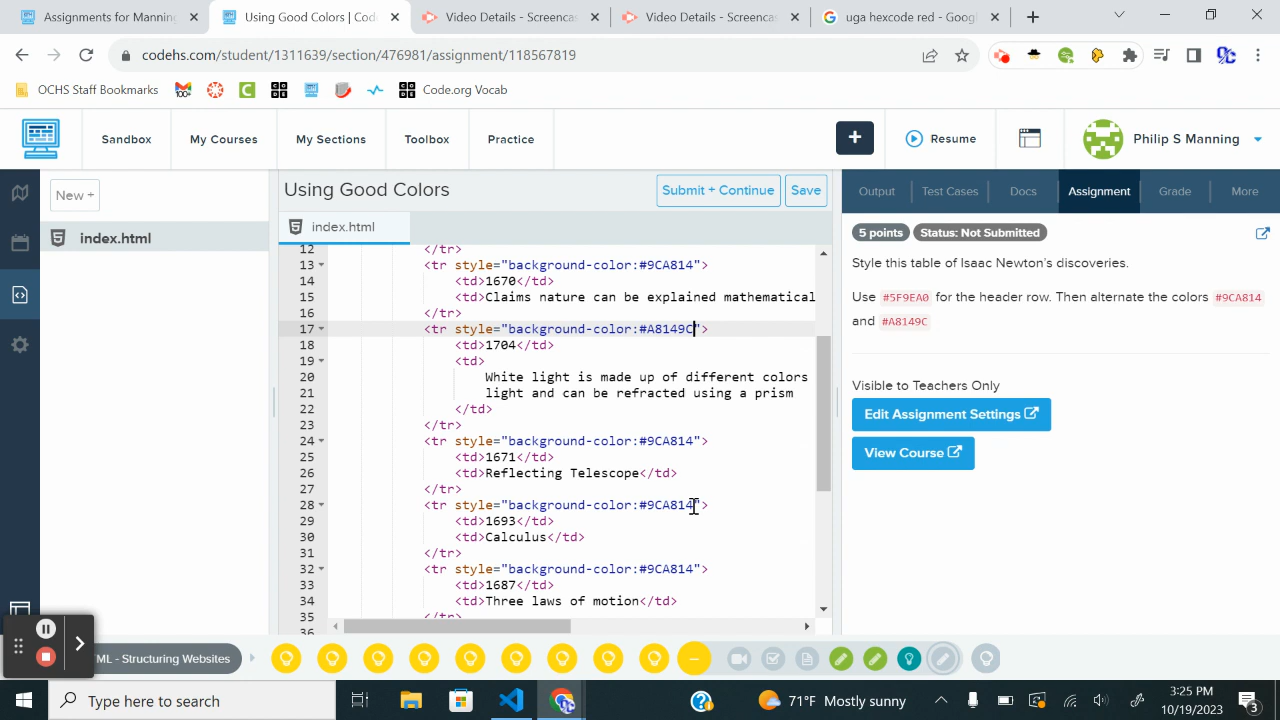 Assignments for Manning
Using Good Colors | Cod
Video Details - Screencas
Video Details - Screencas
uga hexcode red - Googl
codehs.com/student/1311639/section/476981/assignment/118567819
OCHS Staff Bookmarks
Code.org Vocab
Sandbox
My Courses
My Sections
Toolbox
Practice
+
Resume
Philip S Manning
New +
Using Good Colors
Submit + Continue
Save
Output
Test Cases
Docs
Assignment
Grade
More
index.html
index.html
12 </tr>
13 <tr style="background-color:#9CA814">
14 <td>1670</td>
15 <td>Claims nature can be explained mathematical
16 </tr>
17 <tr style="background-color:#A8149C">
18 <td>1704</td>
19 <td>
20 White light is made up of different colors
21 light and can be refracted using a prism
22 </td>
23 </tr>
24 <tr style="background-color:#9CA814">
25 <td>1671</td>
26 <td>Reflecting Telescope</td>
27 </tr>
28 <tr style="background-color:#9CA814">
29 <td>1693</td>
30 <td>Calculus</td>
31 </tr>
32 <tr style="background-color:#9CA814">
33 <td>1687</td>
34 <td>Three laws of motion</td>
35 </tr>
36
5 points
Status: Not Submitted
Style this table of Isaac Newton's discoveries.
Use #5F9EA0 for the header row. Then alternate the colors #9CA814
and #A8149C
Visible to Teachers Only
Edit Assignment Settings
View Course
ML - Structuring Websites
Type here to search
71°F Mostly sunny
3:25 PM
10/19/2023
3